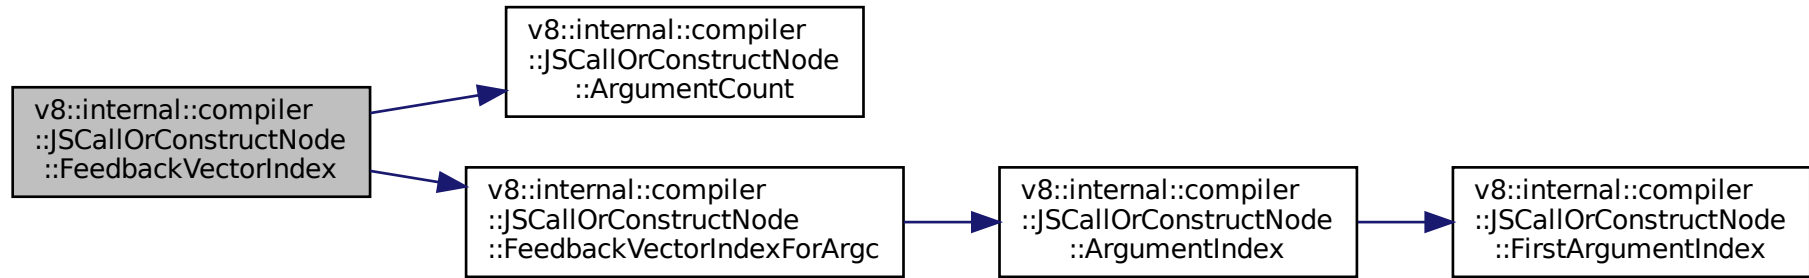 v8::internal::compiler
::JSCallOrConstructNode
::FeedbackVectorIndex
v8::internal::compiler
::JSCallOrConstructNode
::ArgumentCount
v8::internal::compiler
::JSCallOrConstructNode
::FeedbackVectorIndexForArgc
v8::internal::compiler
::JSCallOrConstructNode
::ArgumentIndex
v8::internal::compiler
::JSCallOrConstructNode
::FirstArgumentIndex